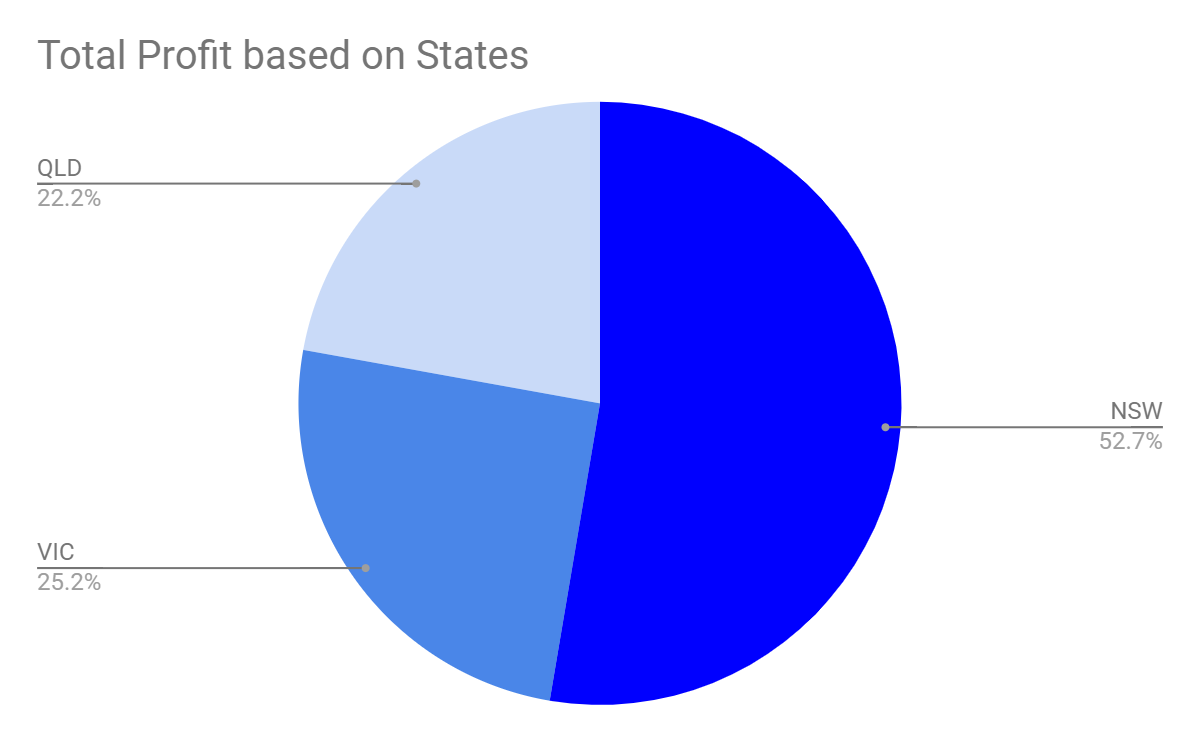 Total Profit based on States
QLD
22.2%
NSW
52.7%
VIC
25.2%